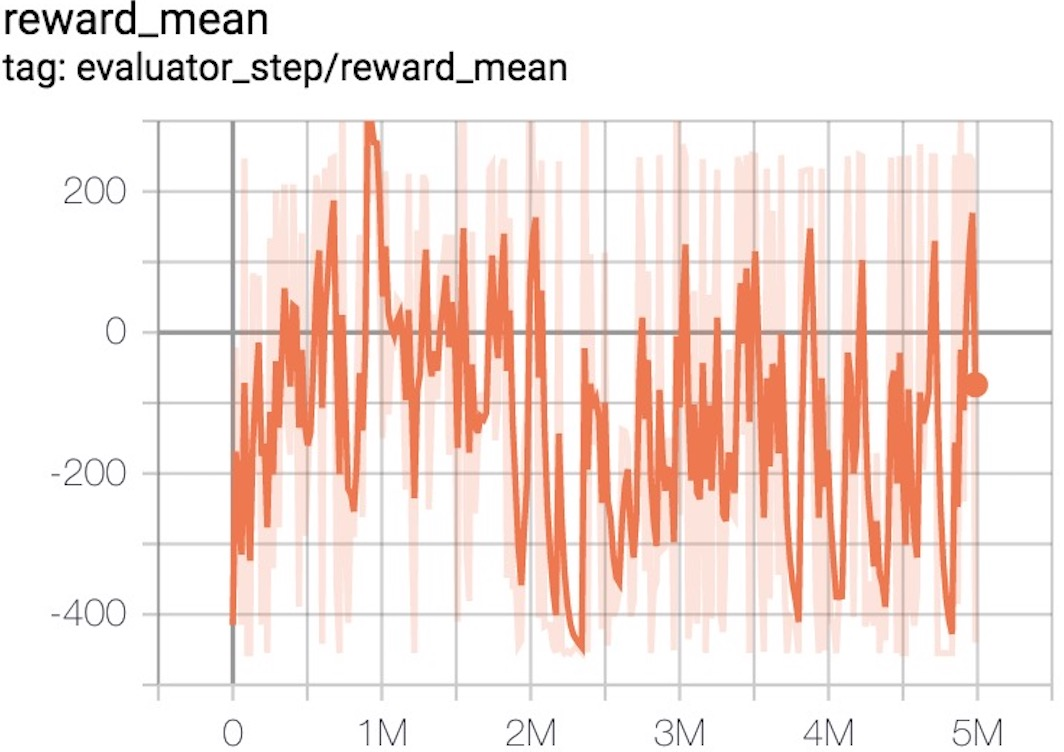 reward_mean
tag: evaluator_step/reward_mean
200
0
-200
-400
0 1M 2M 3M 4M 5M